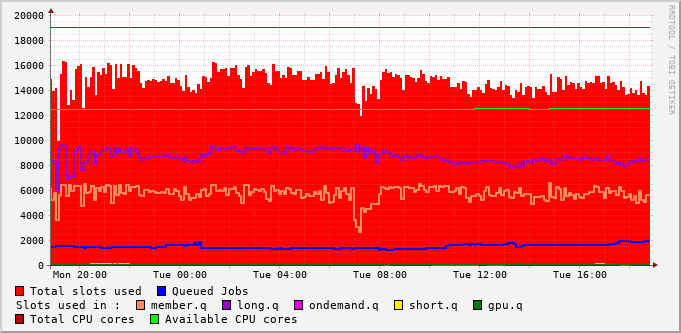 20000
18000
16000
14000
12000
10000
8000
6000
4000
2000
0
Mon 20:00 Tue 00:00 Tue 04:00 Tue 08:00 Tue 12:00 Tue 16:00
RRDTOOL / TOBI OETIKER
Total slots used Queued Jobs
Slots used in : member.q long.q ondemand.q short.q gpu.q
Total CPU cores Available CPU cores